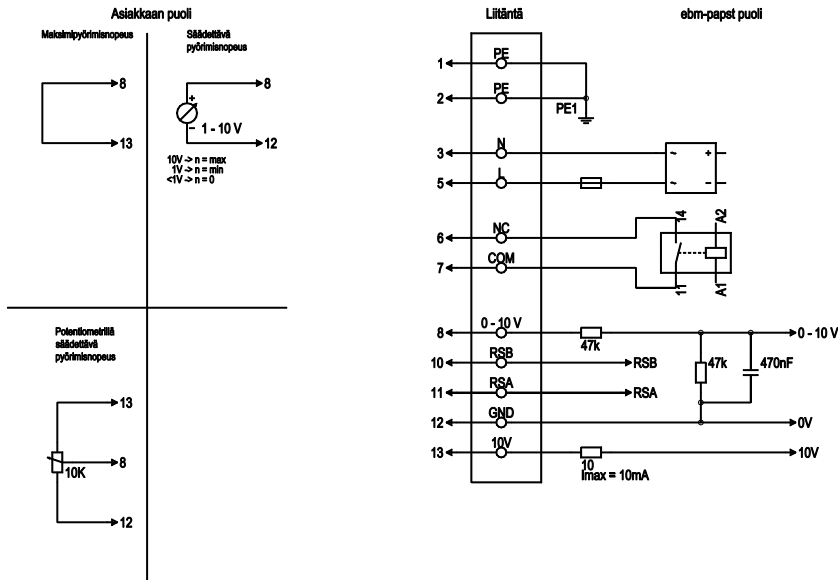 Asiakkaan puoli
Liitäntä
ebm-papst puoli
Maksimipyörimisnopeus
8
13
Säädettävä
pyörimisnopeus
8
+
–
1 - 10 V
12
10V -> n = max
1V -> n = min
<1V -> n = 0
Potentiometrillä
säädettävä
pyörimisnopeus
13
8
10K
12
1
PE
2
PE
PE1
3
N
~
+
5
L
~
–
6
NC
14
A2
7
COM
11
A1
8
0 - 10 V
47k
0 - 10 V
10
RSB
RSB
47k
470nF
11
RSA
RSA
12
GND
0V
13
10V
10
Imax = 10mA
10V